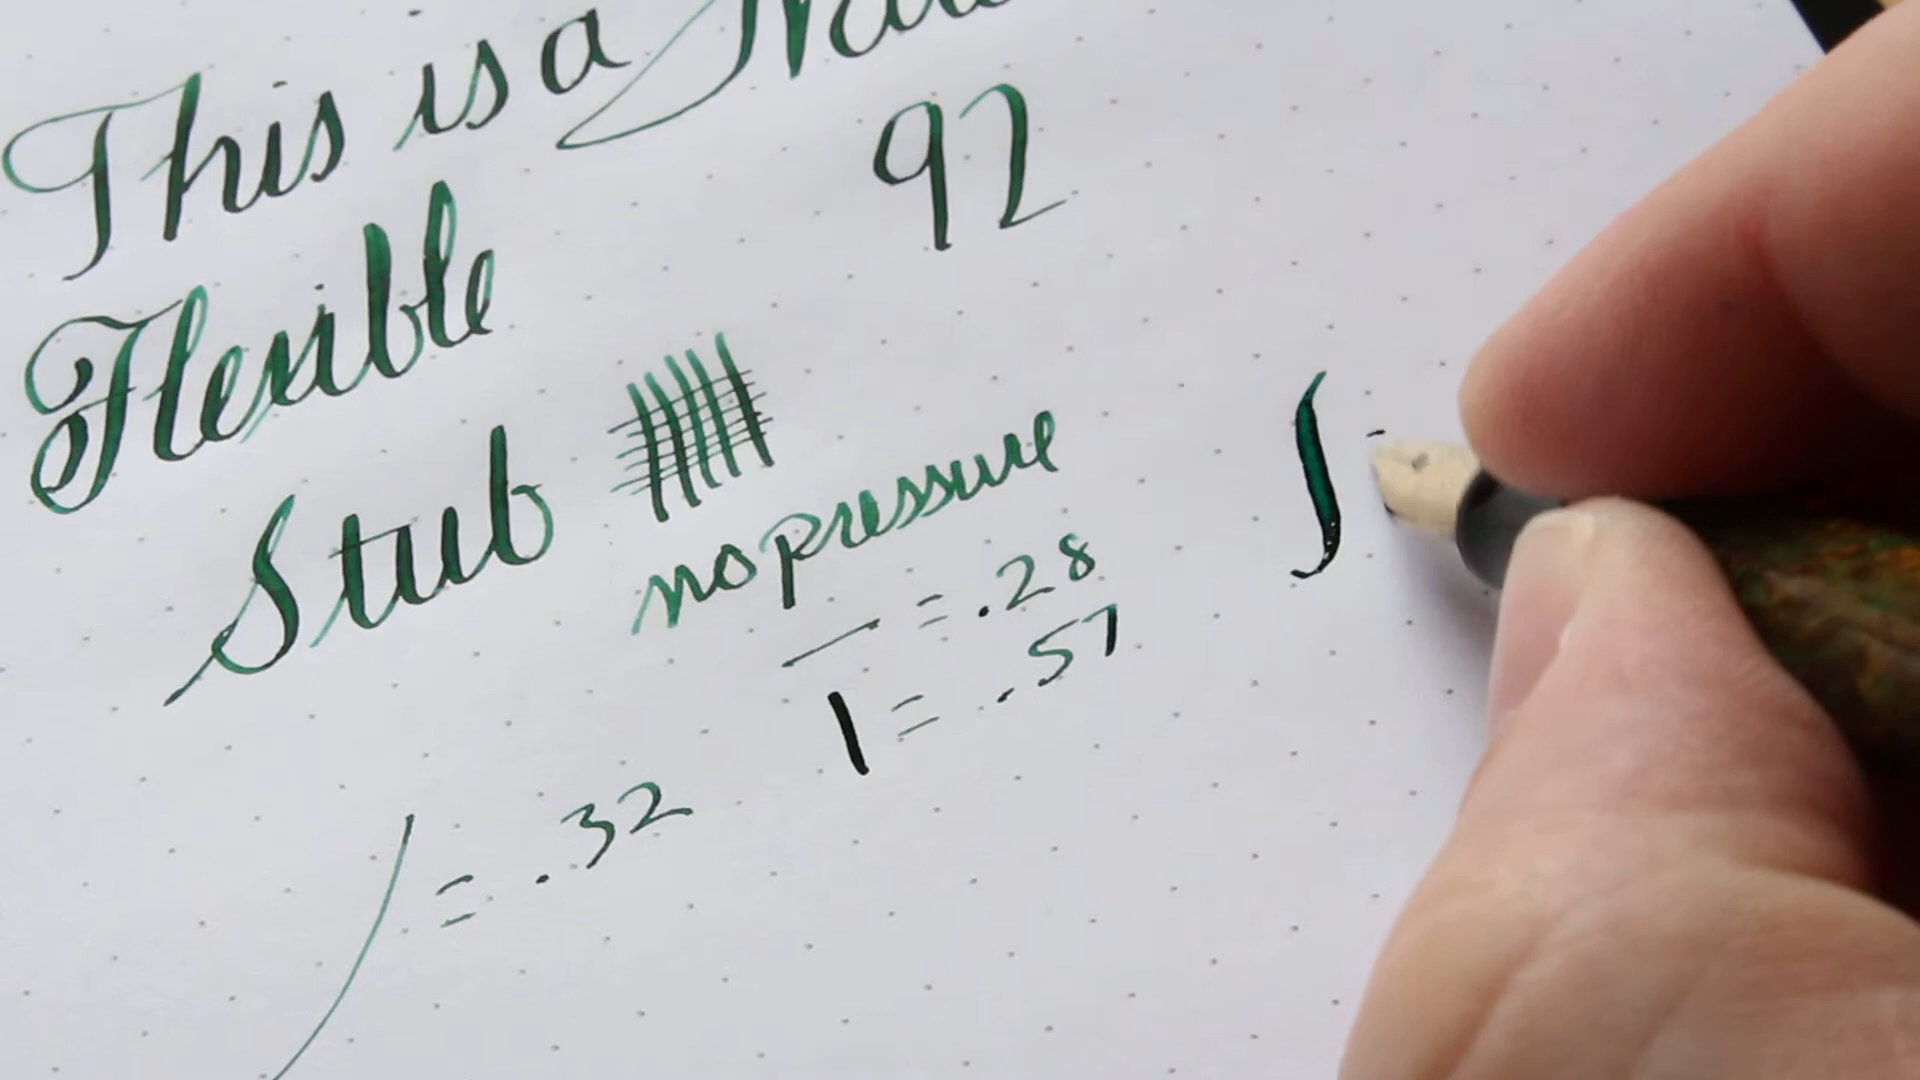 This is a
92
Flexible
Stub
no pressure
— = .28
| = .57
= .32